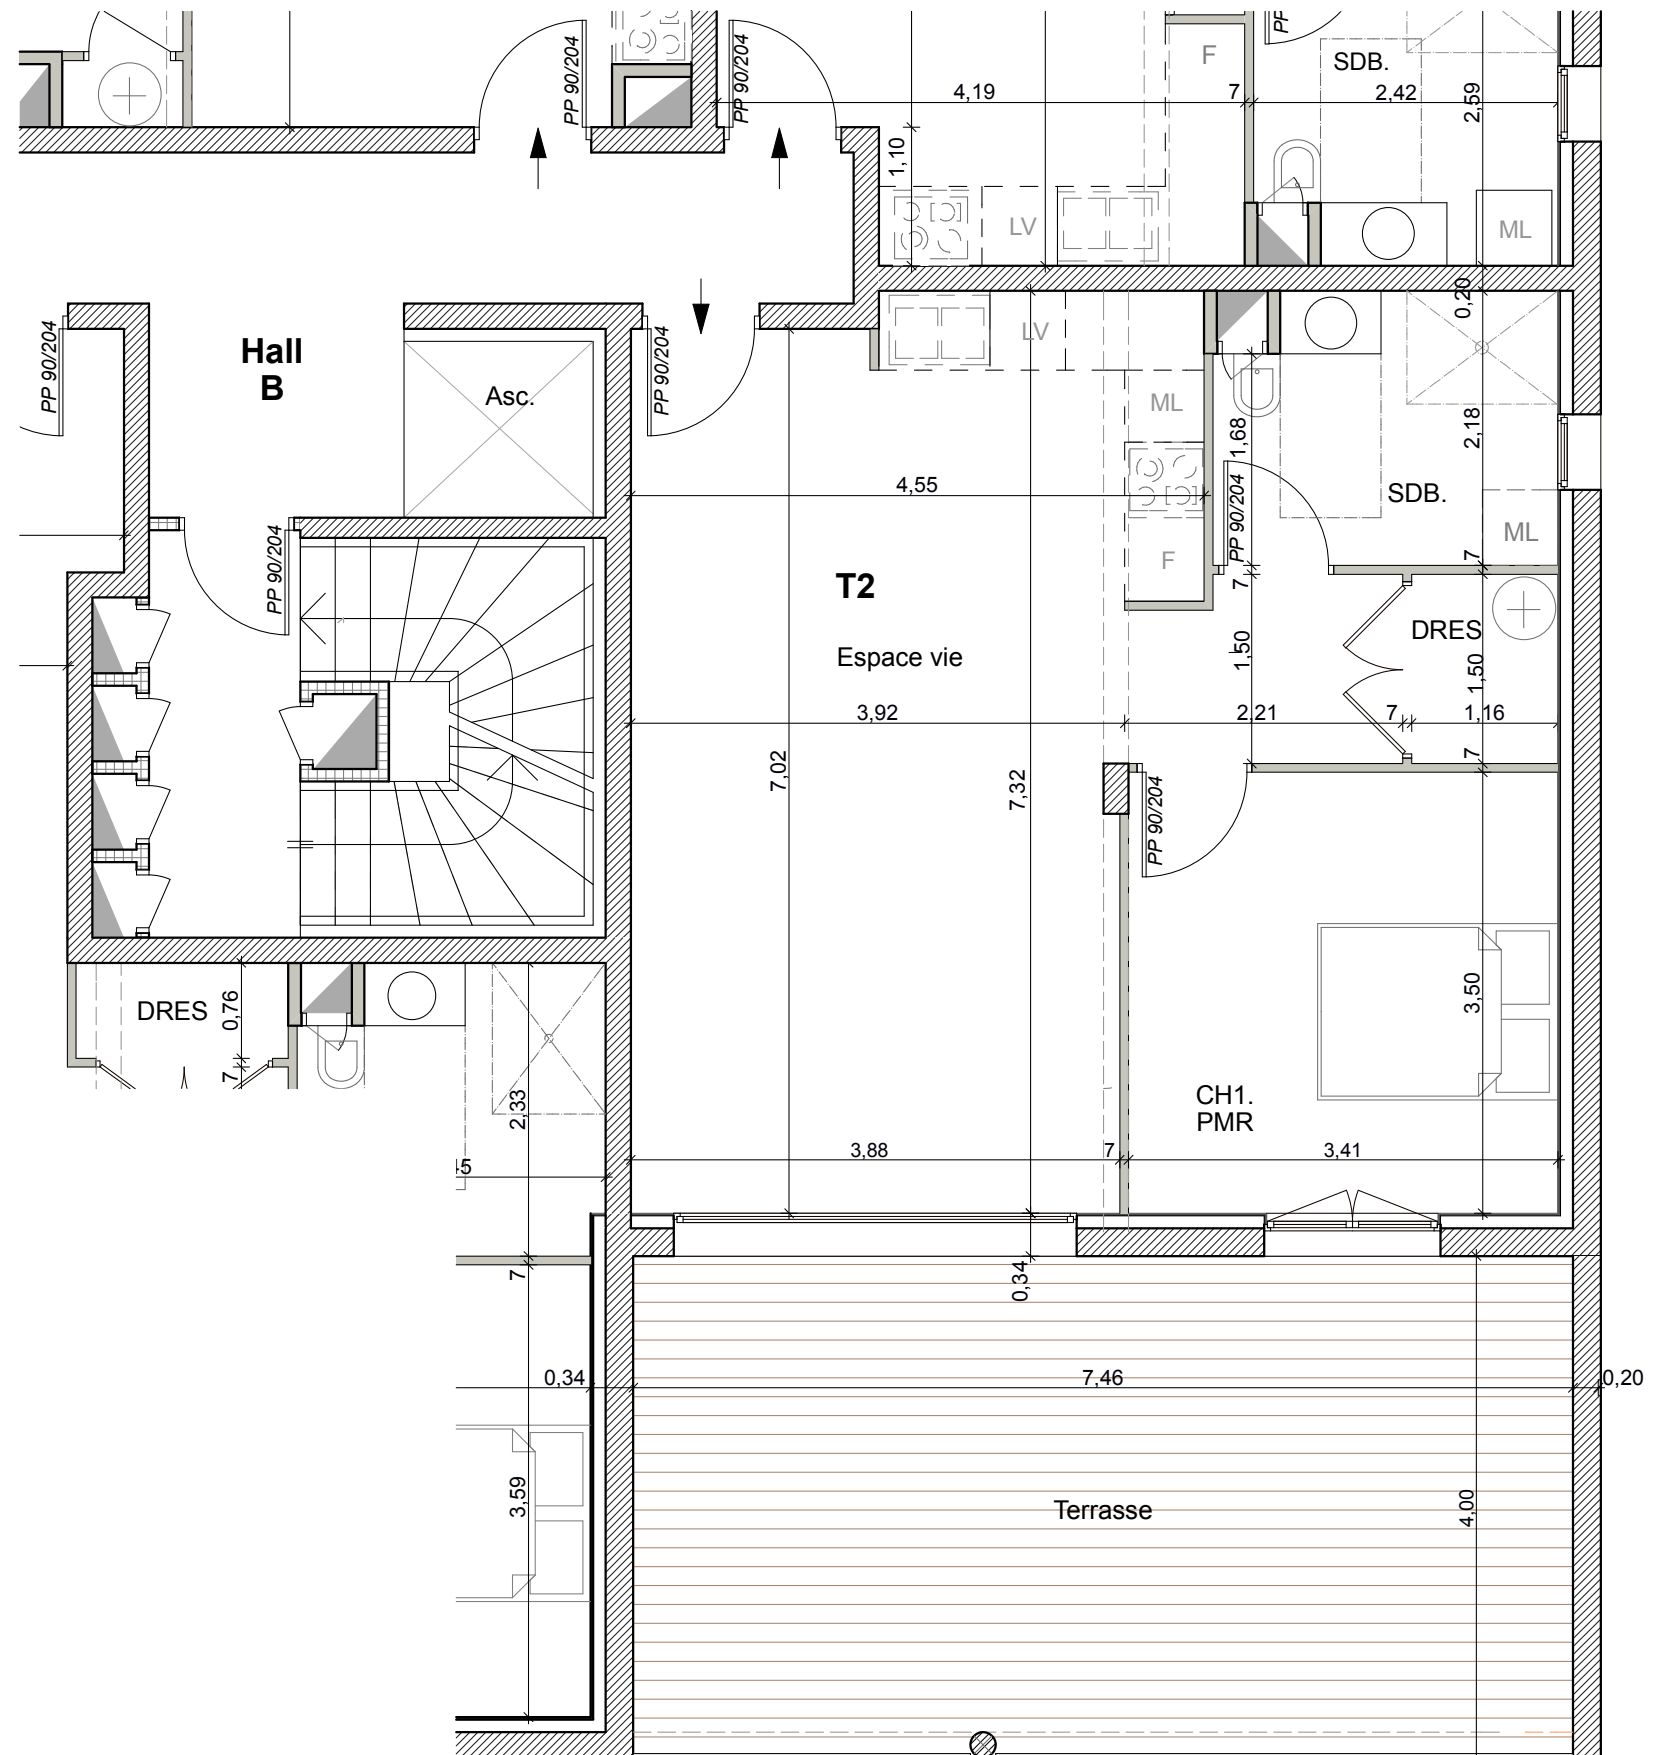 PP 90/204
PP 90/204
PP
F
SDB.
4,19
7
2,42
2,59
1,10
LV
ML
0,20
PP 90/204
Hall
B
Asc.
PP 90/204
LV
ML
1,68
2,18
4,55
PP 90/204
SDB.
ML
F
7
7
PP 90/204
T2
Espace vie
DRES
1,50
1,50
3,92
2,21
7
1,16
7
7,02
7,32
PP 90/204
3,50
DRES
0,76
7
2,33
CH1.
PMR
3,88
7
3,41
45
7
0,34
0,34
7,46
0,20
3,59
Terrasse
4,00